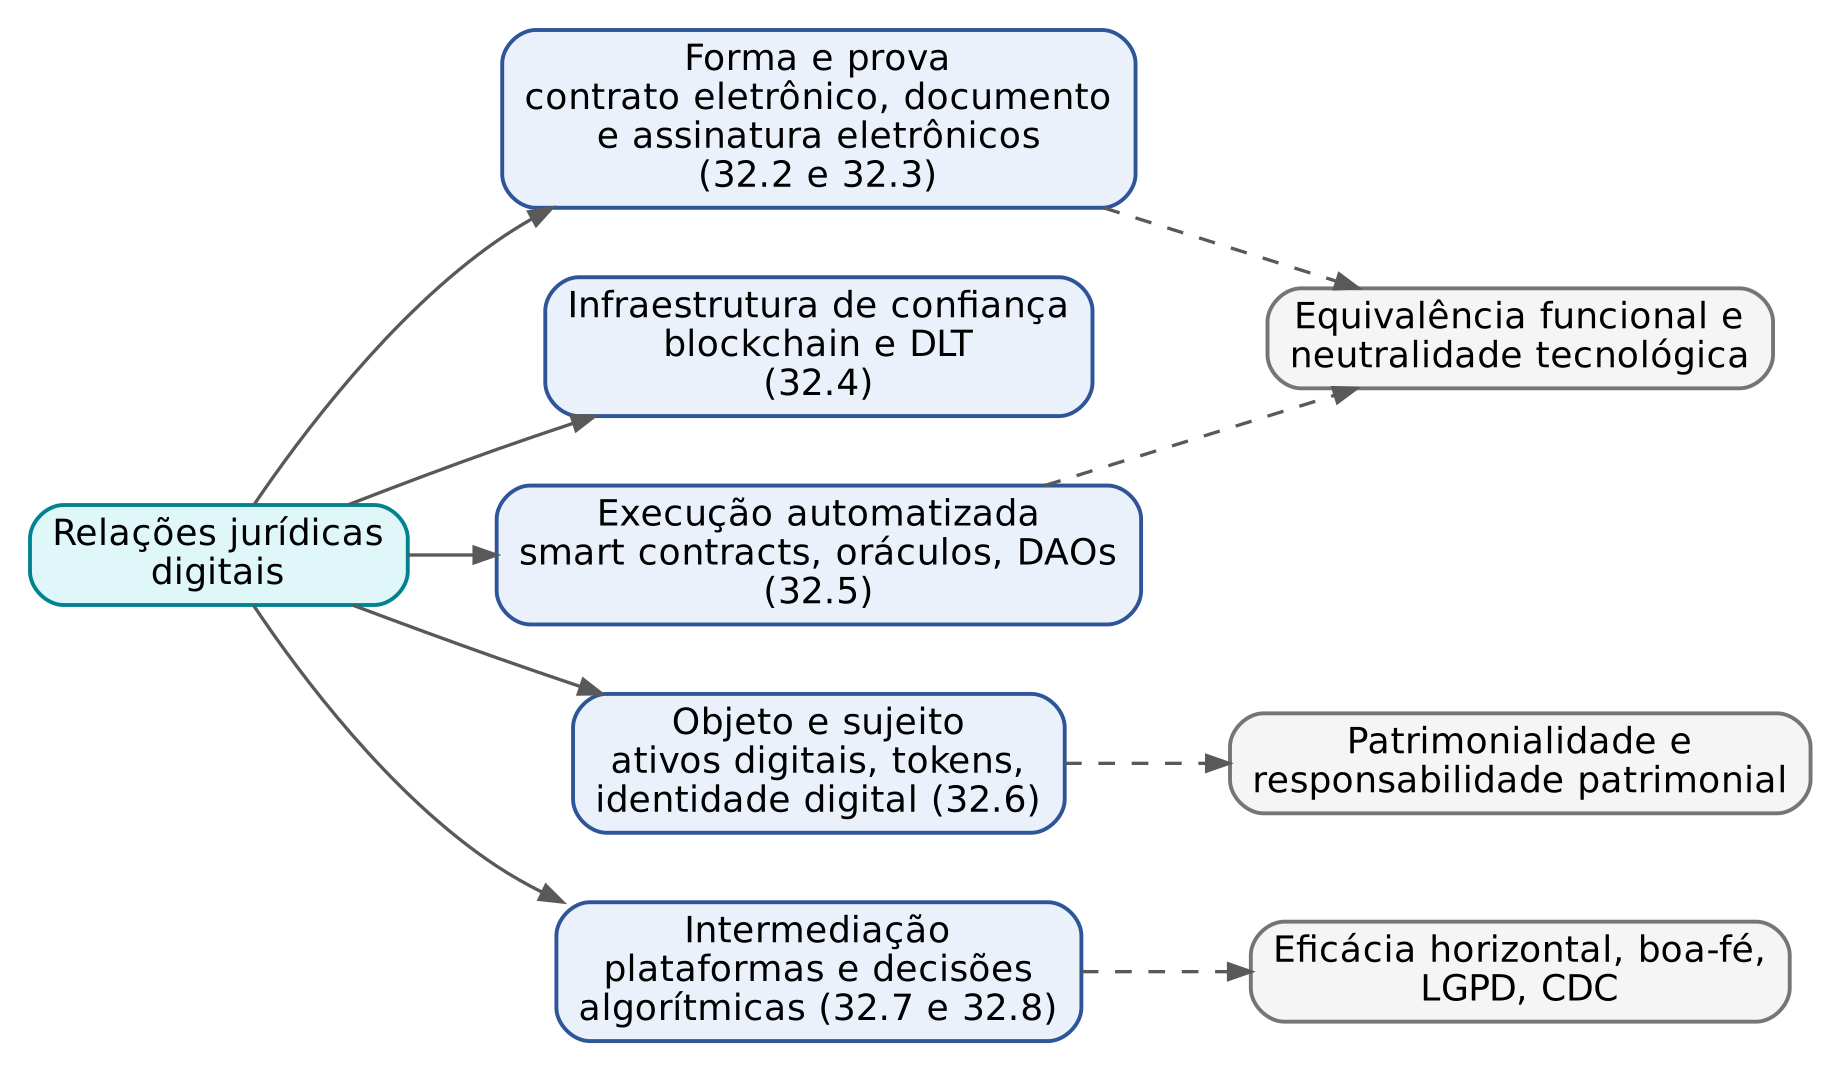 Relações jurídicas
digitais
Forma e prova
contrato eletrônico, documento
e assinatura eletrônicos
(32.2 e 32.3)
Infraestrutura de confiança
blockchain e DLT
(32.4)
Execução automatizada
smart contracts, oráculos, DAOs
(32.5)
Objeto e sujeito
ativos digitais, tokens,
identidade digital (32.6)
Intermediação
plataformas e decisões
algorítmicas (32.7 e 32.8)
Equivalência funcional e
neutralidade tecnológica
Patrimonialidade e
responsabilidade patrimonial
Eficácia horizontal, boa-fé,
LGPD, CDC